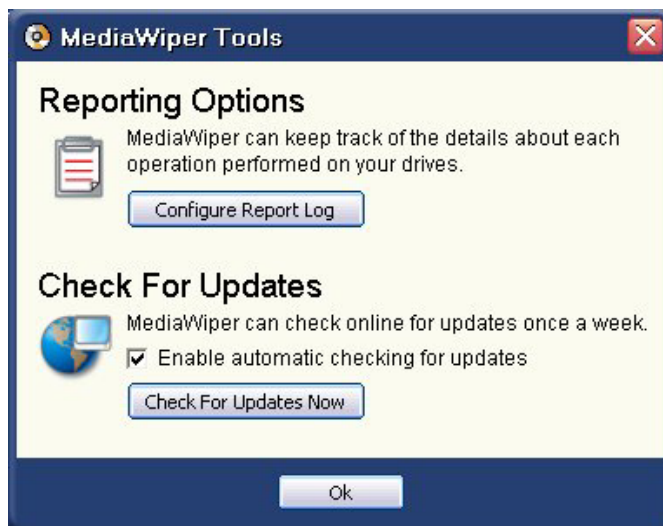 MediaWiper Tools
Reporting Options
MediaWiper can keep track of the details about each
operation performed on your drives.
Configure Report Log
Check For Updates
MediaWiper can check online for updates once a week.
Enable automatic checking for updates
Check For Updates Now
Ok